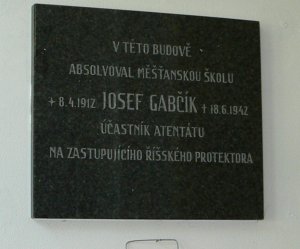 V TÉTO BUDOVĚ
ABSOLVOVAL MĚŠŤANSKOU ŠKOLU
+ 8.4.1912 JOSEF GABČÍK + 18.6.1942
ÚČASTNÍK ATENTÁTU
NA ZASTUPUJÍCÍHO ŘÍŠSKÉHO PROTEKTORA